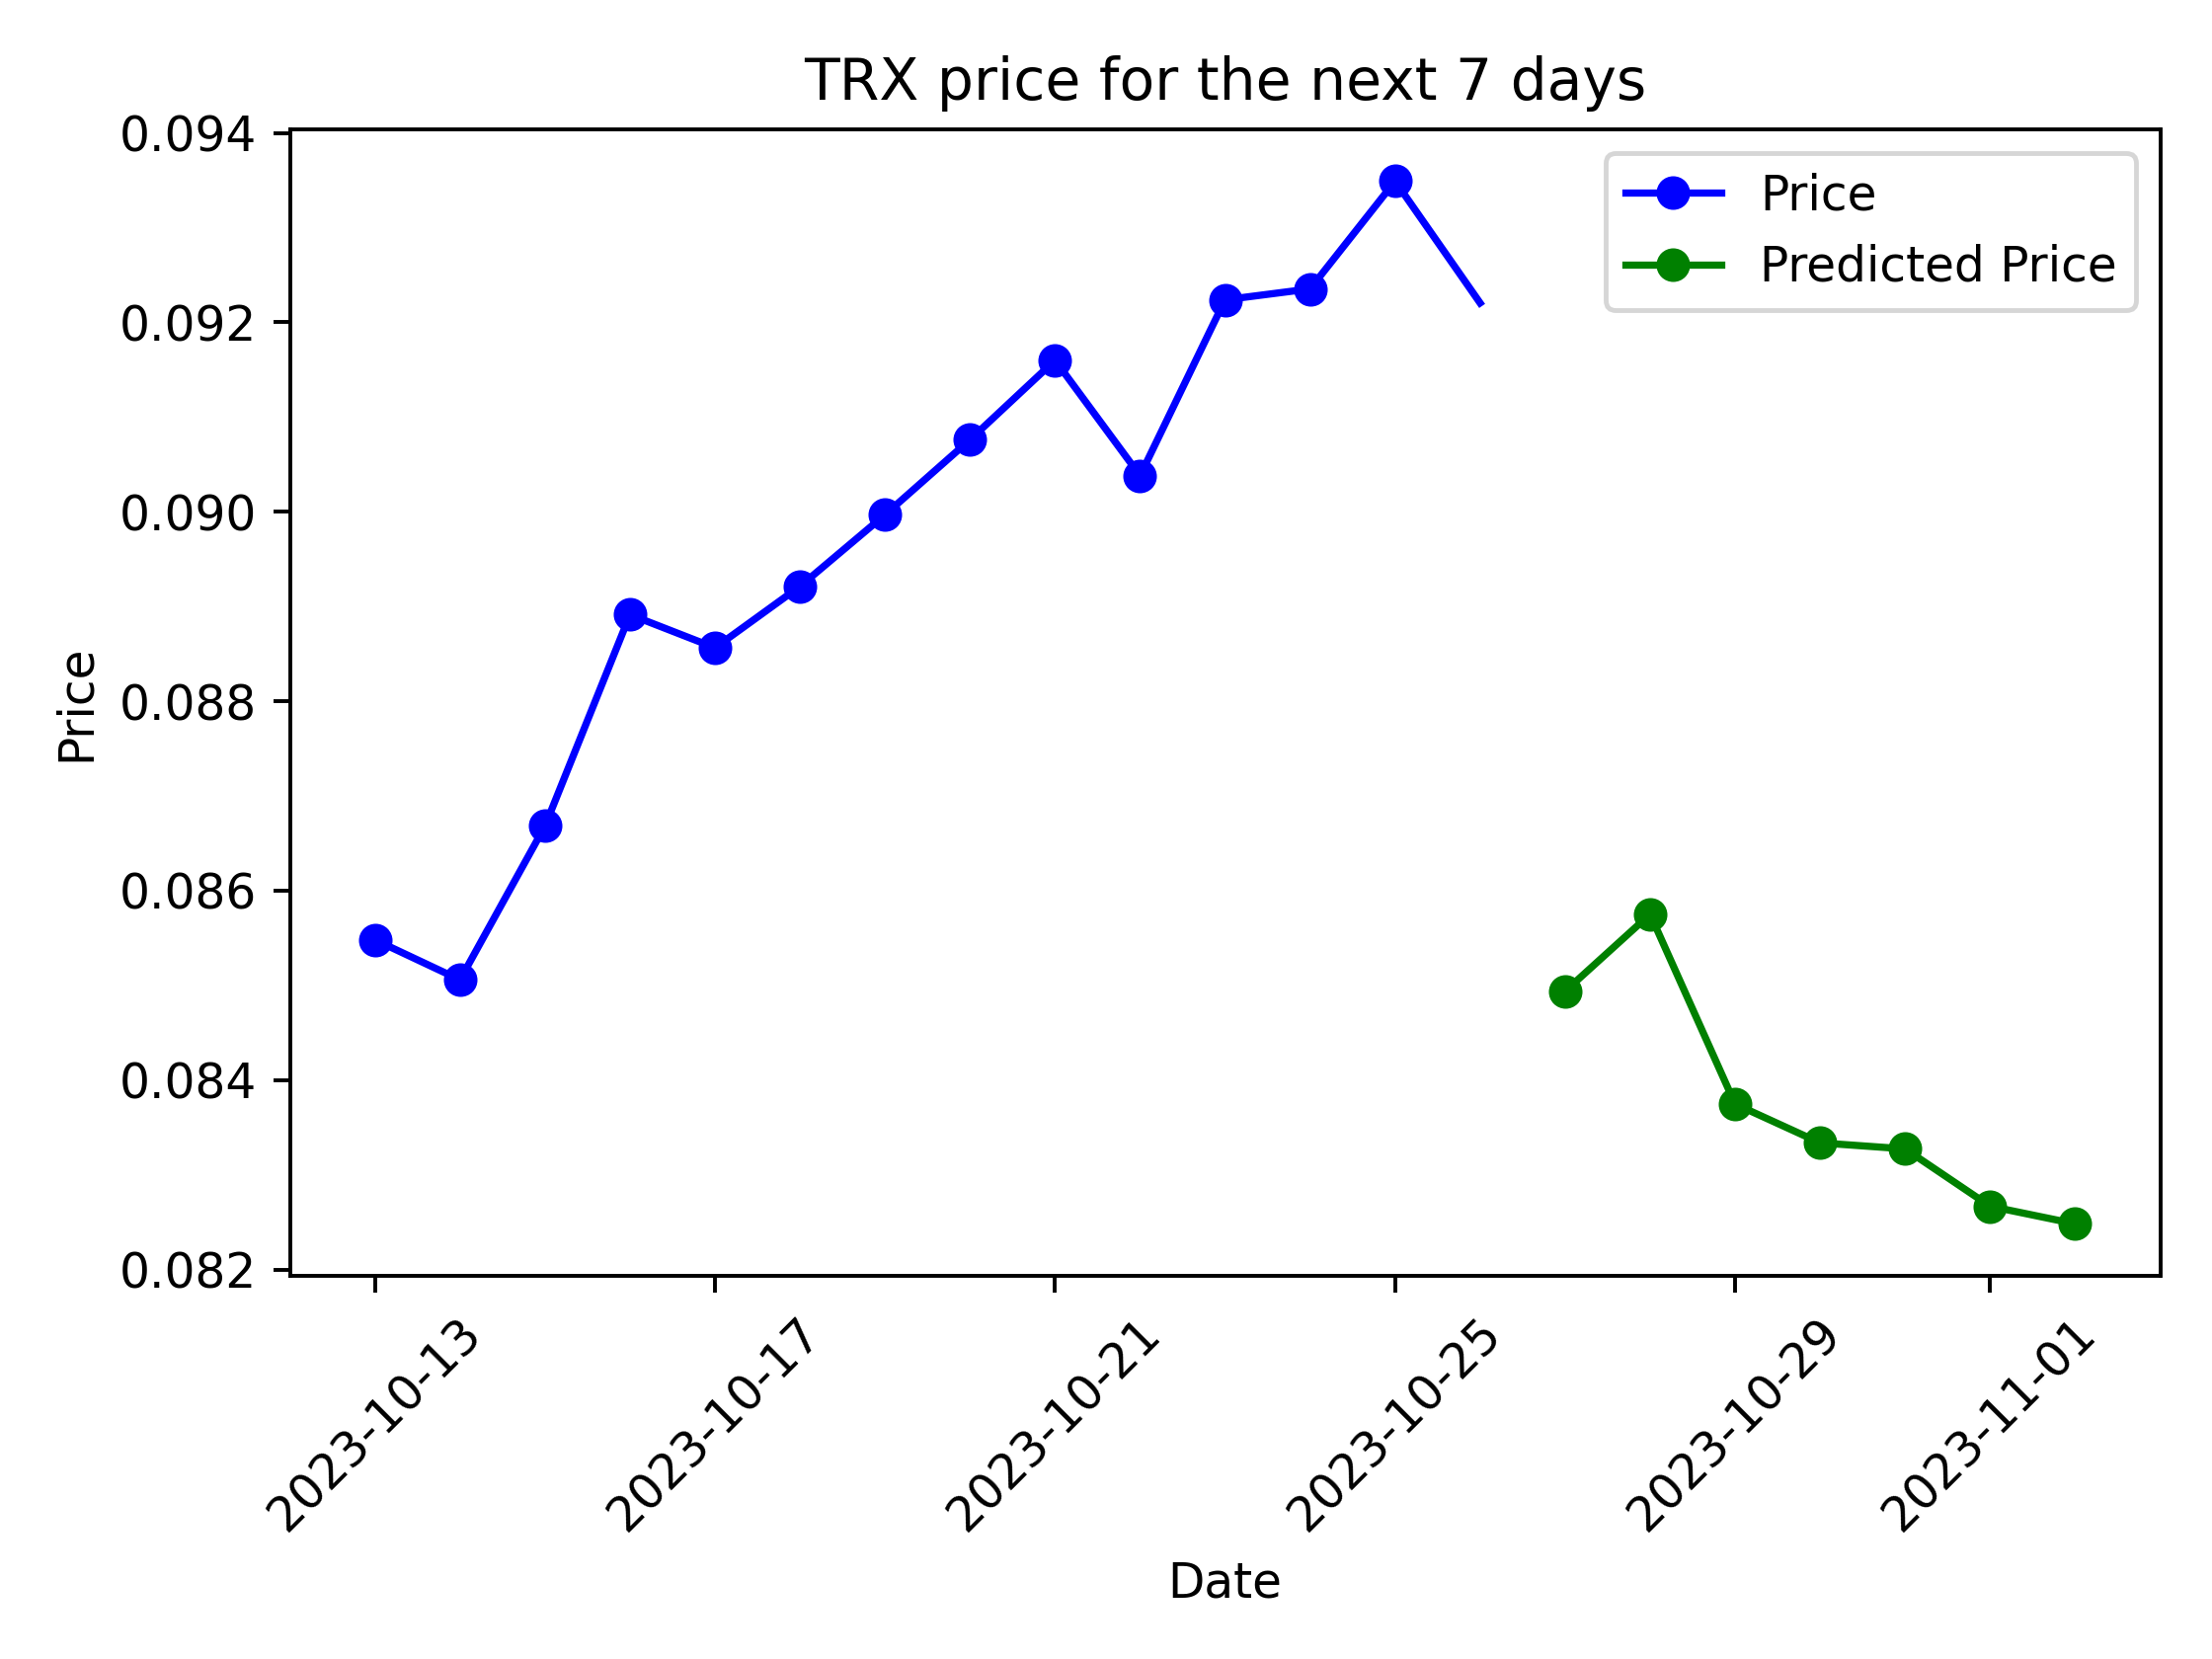 TRX price for the next 7 days
Price
Predicted Price
0.094
0.092
0.090
0.088
0.086
0.084
0.082
Price
2023-10-13
2023-10-17
2023-10-21
2023-10-25
2023-10-29
2023-11-01
Date